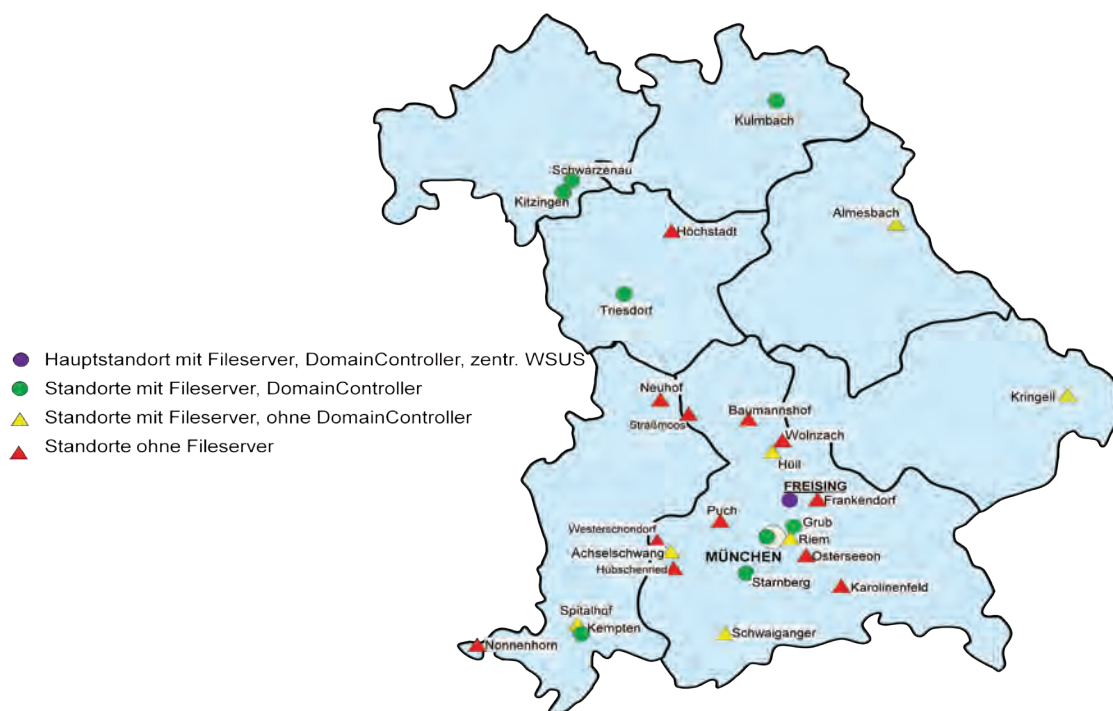 Kulmbach
Schwarzenau
Kitzingen
Almesbach
Höchstadt
Triesdorf
Hauptstandort mit Fileserver, DomainController, zentr. WSUS
Standorte mit Fileserver, DomainController
Standorte mit Fileserver, ohne DomainController
Standorte ohne Fileserver
Neuhof
Straßmoos
Baumannshof
Wolnzach
Hüll
Kringell
FREISING
Frankendorf
Puch
Grub
Westerschondorf
Riem
Achselschwang
MÜNCHEN
Osterseeon
Hübschenried
Starnberg
Karolinenfeld
Spitalhof
Kempten
Schwaiganger
Nonnenhorn